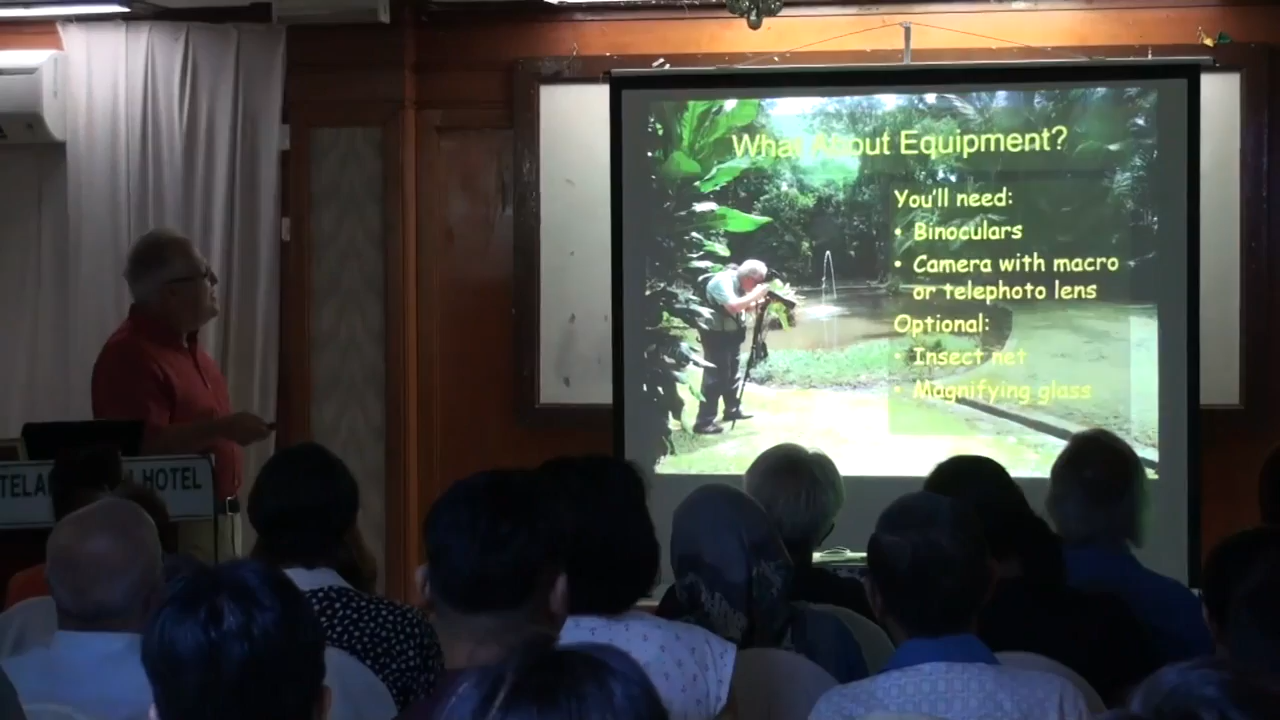 What About Equipment?
You'll need:
• Binoculars
• Camera with macro
or telephoto lens
Optional:
• Insect net
• Magnifying glass
HOTEL